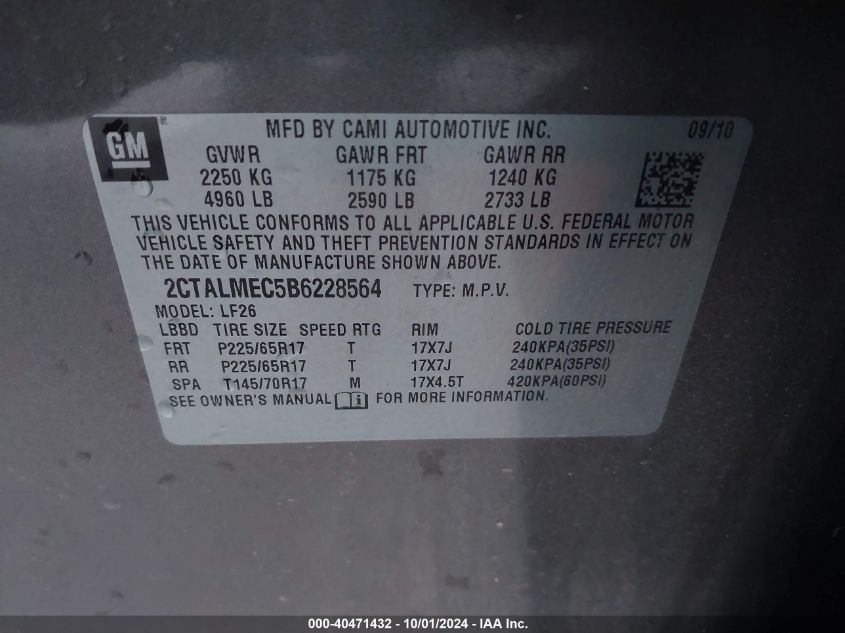 GM ® MFD BY CAMI AUTOMOTIVE INC. 09/10
GVWR GAWR FRT GAWR RR
2250 KG 1175 KG 1240 KG
4960 LB 2590 LB 2733 LB
THIS VEHICLE CONFORMS TO ALL APPLICABLE U.S. FEDERAL MOTOR
VEHICLE SAFETY AND THEFT PREVENTION STANDARDS IN EFFECT ON
THE DATE OF MANUFACTURE SHOWN ABOVE.
2CTALMEC5B6228564 TYPE: M.P.V.
MODEL: LF26
LBBD TIRE SIZE SPEED RTG RIM COLD TIRE PRESSURE
FRT P225/65R17 T 17X7J 240KPA(35PSI)
RR P225/65R17 T 17X7J 240KPA(35PSI)
SPA T145/70R17 M 17X4.5T 420KPA(60PSI)
SEE OWNER'S MANUAL i FOR MORE INFORMATION.
000-40471432 - 10/01/2024 - IAA Inc.